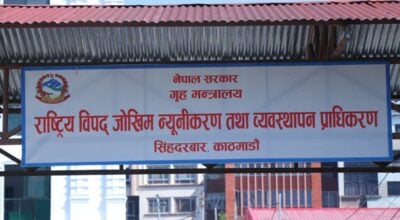 नेपाल सरकार
गृह मन्त्रालय
राष्ट्रिय विपद् जोखिम न्यूनीकरण तथा व्यवस्थापन प्राधिकरण
सिंहदरबार, काठमाडौं